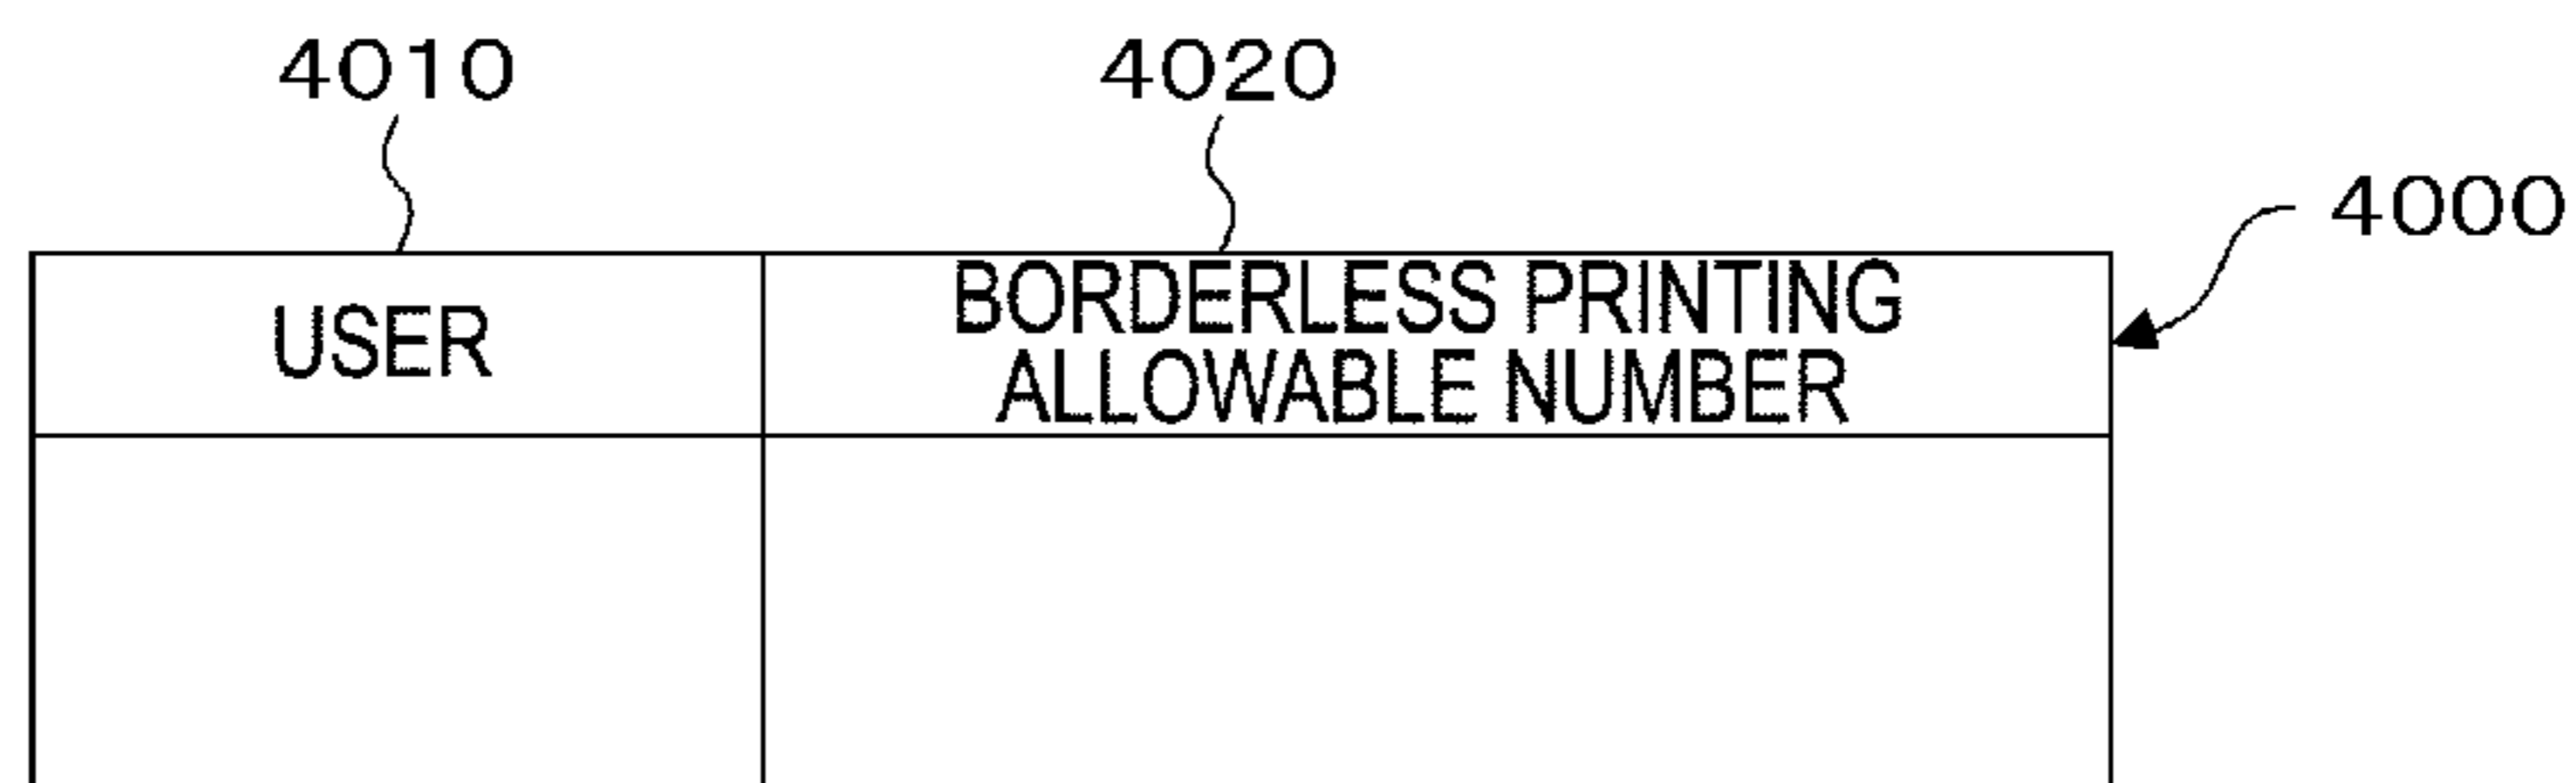 4010
4020
4000
USER
BORDERLESS PRINTING
ALLOWABLE NUMBER